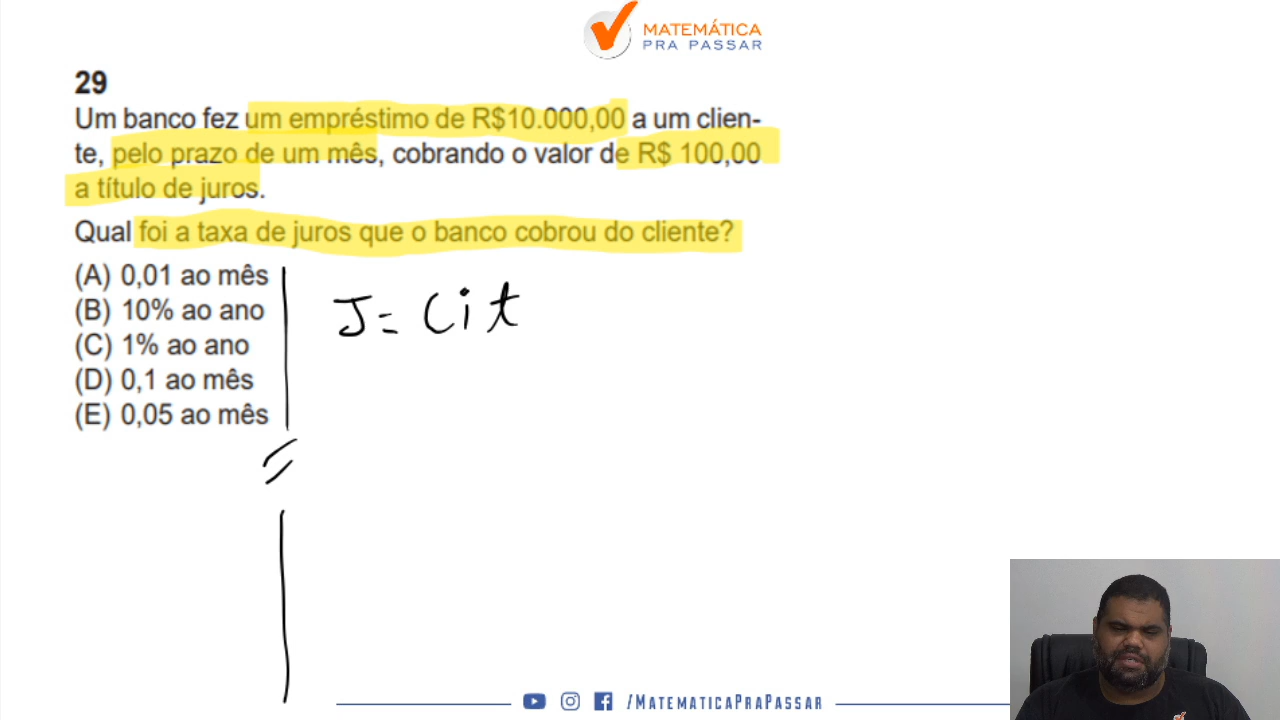 MATEMÁTICA
PRA PASSAR
29
Um banco fez um empréstimo de R$10.000,00 a um clien-
te, pelo prazo de um mês, cobrando o valor de R$ 100,00
a título de juros.
Qual foi a taxa de juros que o banco cobrou do cliente?
(A) 0,01 ao mês
(B) 10% ao ano
(C) 1% ao ano
(D) 0,1 ao mês
(E) 0,05 ao mês
J = C i t
/MATEMATICAPRAPASSAR